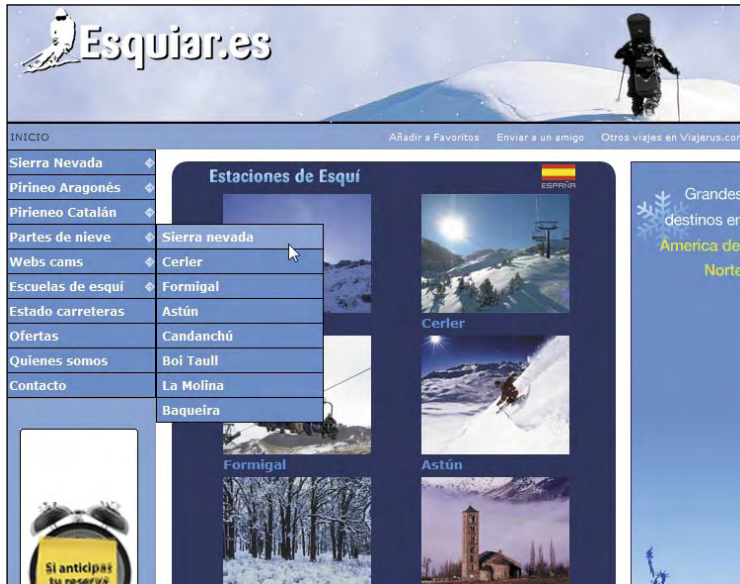 Esquiar.es
INICIO
Añadir a Favoritos Enviar a un amigo Otros viajes en Viajerus.com
Sierra Nevada
Pirineo Aragonés
Pirieneo Catalán
Partes de nieve
Webs cams
Escuelas de esquí
Estado carreteras
Ofertas
Quienes somos
Contacto
Sierra nevada
Cerler
Formigal
Astún
Candanchú
Boi Taull
La Molina
Baqueira
Estaciones de Esquí
ESPAÑA
Cerler
Formigal
Astún
Grandes
destinos en
America de
Norte
Si anticipas
tu reserva